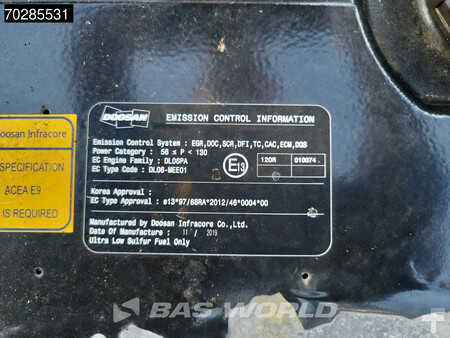 70285531
DOOSAN EMISSION CONTROL INFORMATION
Emission Control System : EGR,DOC,SCR,DFI,TC,CAC,ECM,DQS
Power Category : 56 ≤ P < 130
EC Engine Family : DL06PA
EC Type Code : DL06-MEE01
E13 120R 010074
Korea Approval :
EC Type Approval : e13*97/68RA*2012/46*0004*00
Manufactured by Doosan Infracore Co.,Ltd.
Date Of Manufacture : 11 / 2015
Ultra Low Sulfur Fuel Only
Doosan Infracore
SPECIFICATION
ACEA E9
IS REQUIRED
BAS WORLD